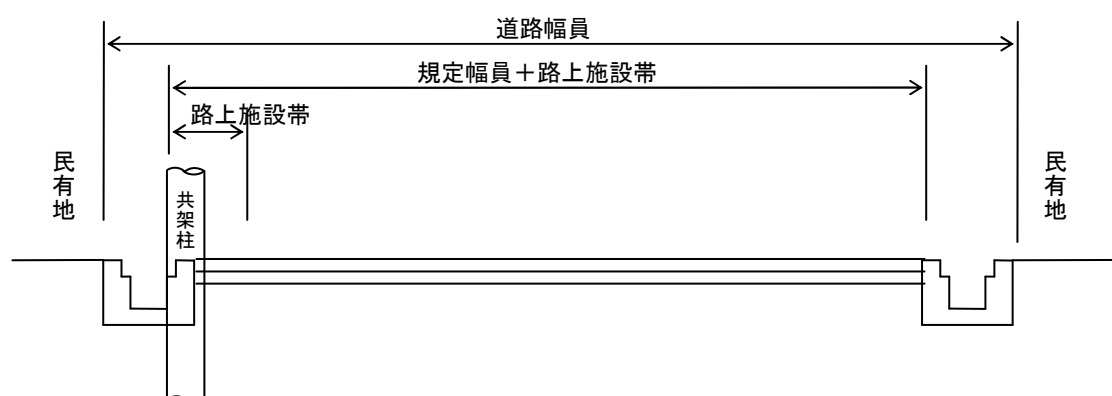 道路幅員
規定幅員＋路上施設帯
路上施設帯
民有地
共架柱
民有地